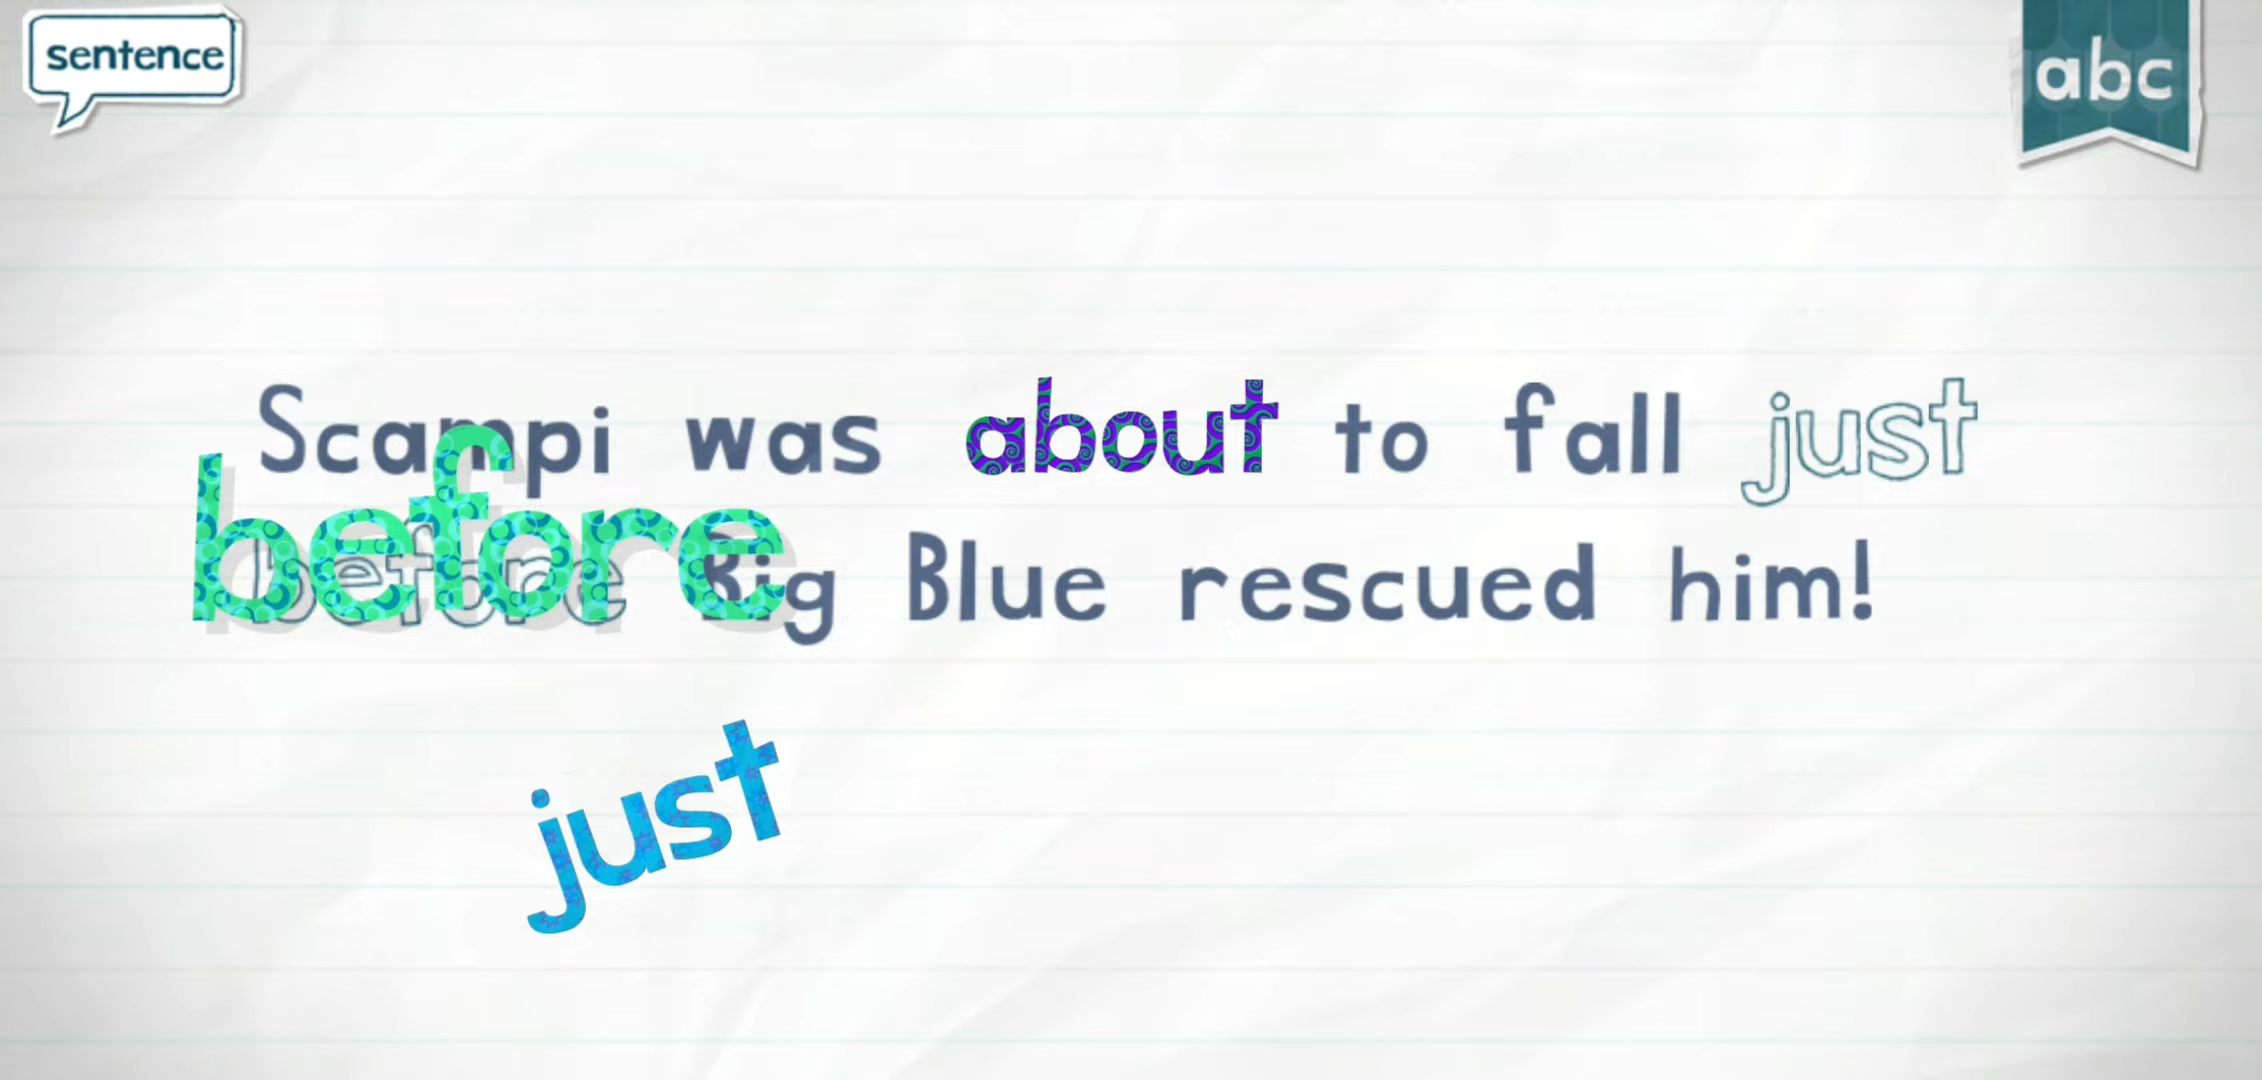 sentence
abc
Scampi was about to fall just
before
before Big Blue rescued him!
just